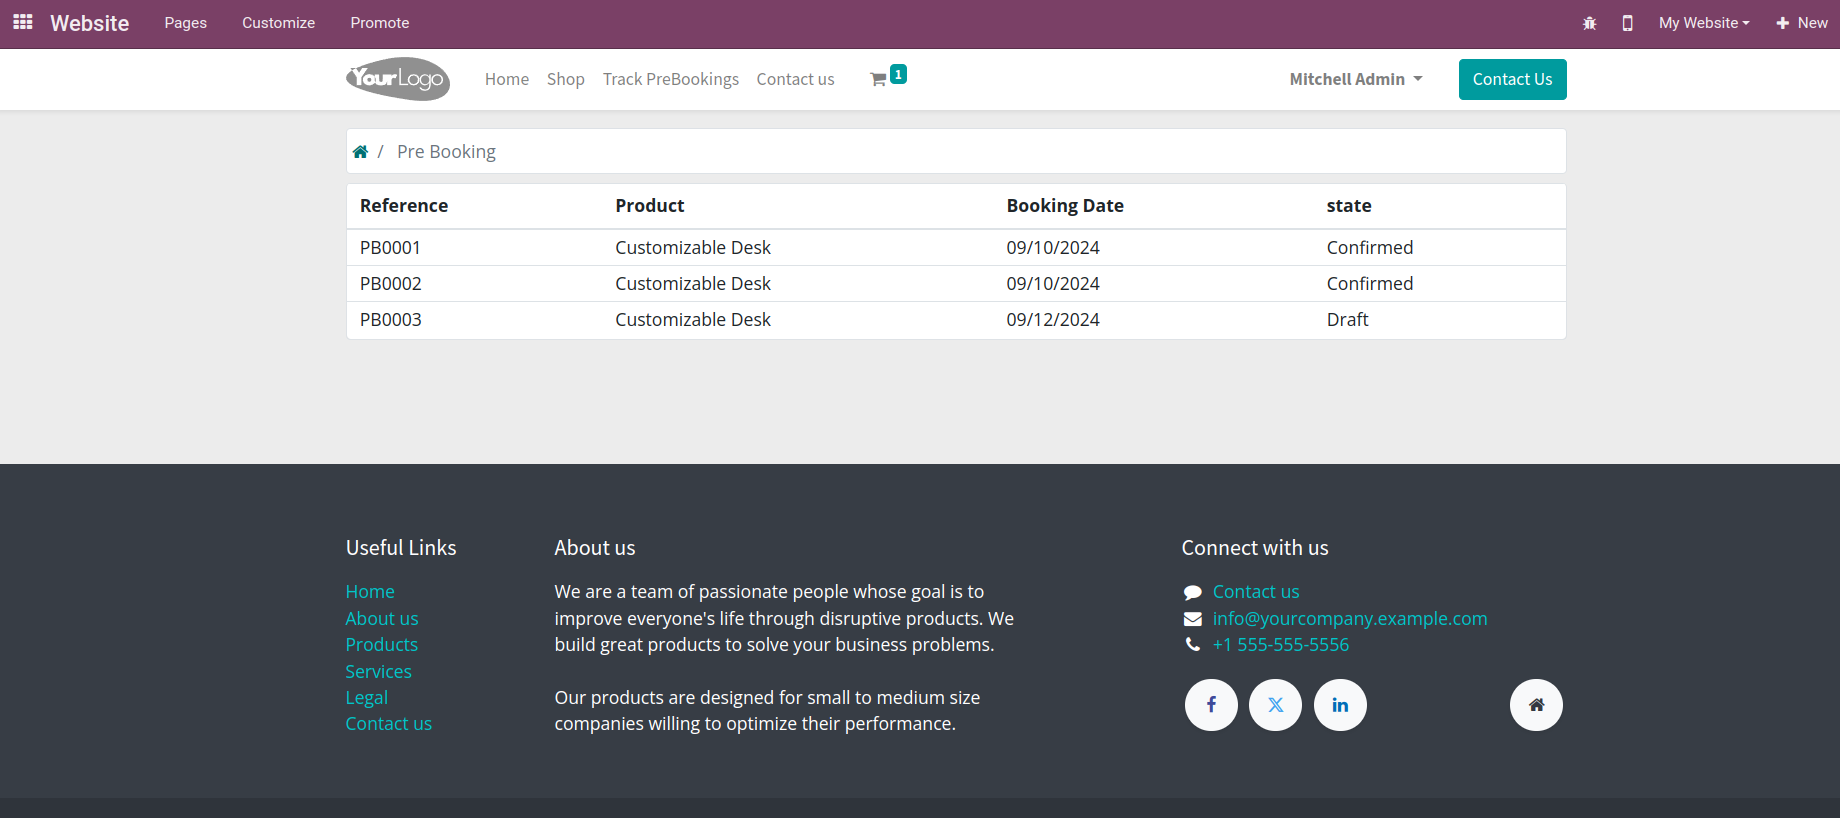 Website Pages Customize Promote My Website New
YourLogo Home Shop Track PreBookings Contact us 1 Mitchell Admin Contact Us
/ Pre Booking
Reference Product Booking Date state
PB0001 Customizable Desk 09/10/2024 Confirmed
PB0002 Customizable Desk 09/10/2024 Confirmed
PB0003 Customizable Desk 09/12/2024 Draft
Useful Links
Home
About us
Products
Services
Legal
Contact us
About us
We are a team of passionate people whose goal is to
improve everyone's life through disruptive products. We
build great products to solve your business problems.
Our products are designed for small to medium size
companies willing to optimize their performance.
Connect with us
Contact us
info@yourcompany.example.com
+1 555-555-5556